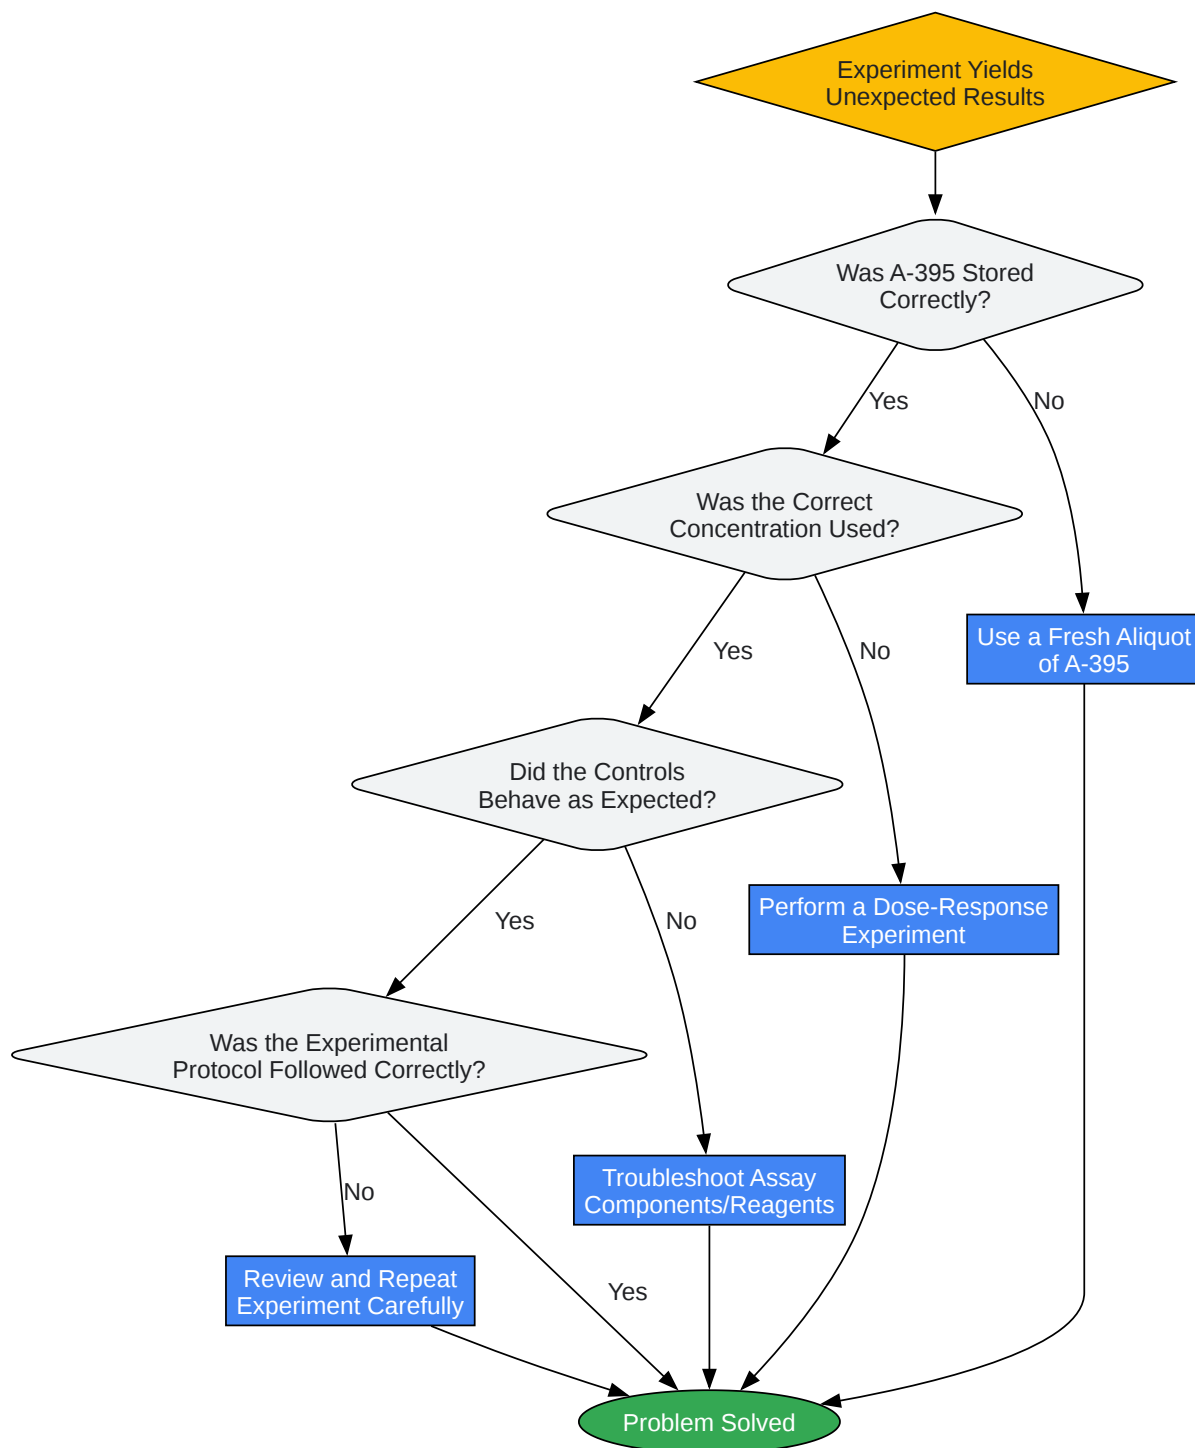 Experiment Yields
Unexpected Results
Was A-395 Stored
Correctly?
Yes
No
Was the Correct
Concentration Used?
Yes
No
Use a Fresh Aliquot
of A-395
Did the Controls
Behave as Expected?
Yes
No
Perform a Dose-Response
Experiment
Was the Experimental
Protocol Followed Correctly?
No
Yes
Troubleshoot Assay
Components/Reagents
Review and Repeat
Experiment Carefully
Problem Solved